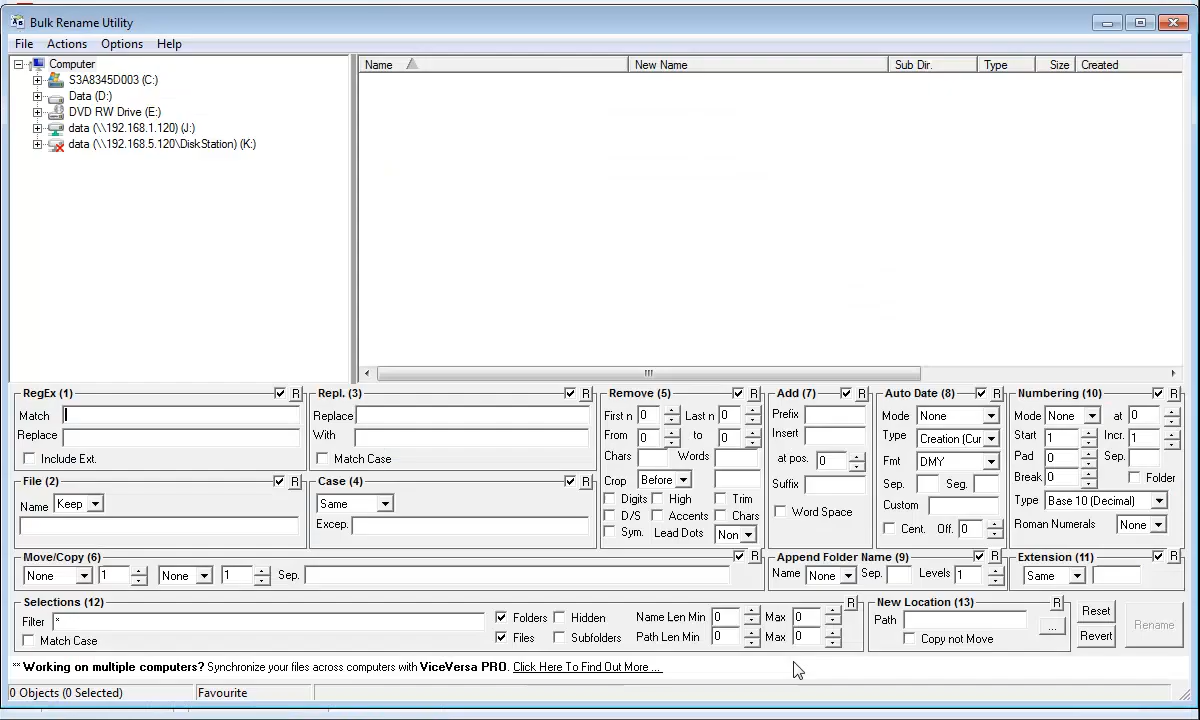 Bulk Rename Utility
File Actions Options Help
Computer
S3A8345D003 (C:)
Data (D:)
DVD RW Drive (E:)
data (\\192.168.1.120) (J:)
data (\\192.168.5.120\DiskStation) (K:)
Name New Name Sub Dir. Type Size Created
RegEx (1) R
Match
Replace
Include Ext.
Repl. (3) R
Replace
With
Match Case
Remove (5) R
First n 0 Last n 0
From 0 to 0
Chars Words
Crop Before
Digits High Trim
D/S Accents Chars
Sym. Lead Dots Non
Add (7) R
Prefix
Insert
at pos. 0
Suffix
Word Space
Auto Date (8) R
Mode None
Type Creation (Cur
Fmt DMY
Sep. Seg.
Custom
Cent. Off. 0
Numbering (10) R
Mode None at 0
Start 1 Incr. 1
Pad 0 Sep.
Break 0 Folder
Type Base 10 (Decimal)
Roman Numerals None
File (2) R
Name Keep
Case (4) R
Same
Excep.
Move/Copy (6) R
None 1 None 1 Sep.
Append Folder Name (9) R
Name None Sep. Levels 1
Extension (11) R
Same
Selections (12) R
Filter *
Match Case
Folders Hidden Name Len Min 0 Max 0
Files Subfolders Path Len Min 0 Max 0
New Location (13) R
Path ...
Copy not Move
Reset
Revert
Rename
** Working on multiple computers? Synchronize your files across computers with ViceVersa PRO. Click Here To Find Out More ...
0 Objects (0 Selected) Favourite